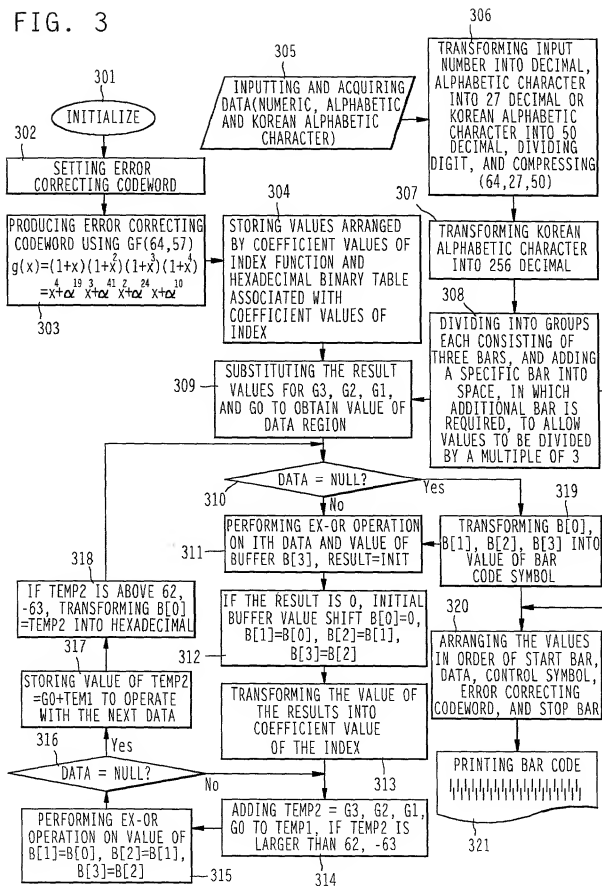 FIG. 3
301
INITIALIZE
302
SETTING ERROR
CORRECTING CODEWORD
PRODUCING ERROR CORRECTING
CODEWORD USING GF(64,57)
g(x)=(1+x)(1+x²)(1+x³)(1+x⁴)
=x⁴+α¹⁹x³+α⁴¹x²+α²⁴x+α¹⁰
303
304
STORING VALUES ARRANGED
BY COEFFICIENT VALUES OF
INDEX FUNCTION AND
HEXADECIMAL BINARY TABLE
ASSOCIATED WITH
COEFFICIENT VALUES OF
INDEX
305
INPUTTING AND ACQUIRING
DATA(NUMERIC, ALPHABETIC
AND KOREAN ALPHABETIC
CHARACTER)
306
TRANSFORMING INPUT
NUMBER INTO DECIMAL,
ALPHABETIC CHARACTER
INTO 27 DECIMAL OR
KOREAN ALPHABETIC
CHARACTER INTO 50
DECIMAL, DIVIDING
DIGIT, AND COMPRESSING
(64,27,50)
307
TRANSFORMING KOREAN
ALPHABETIC CHARACTER
INTO 256 DECIMAL
308
DIVIDING INTO GROUPS
EACH CONSISTING OF
THREE BARS, AND ADDING
A SPECIFIC BAR INTO
SPACE, IN WHICH
ADDITIONAL BAR IS
REQUIRED, TO ALLOW
VALUES TO BE DIVIDED
BY A MULTIPLE OF 3
309
SUBSTITUTING THE RESULT
VALUES FOR G3, G2, G1,
AND GO TO OBTAIN VALUE OF
DATA REGION
310
DATA = NULL?
Yes
No
311
PERFORMING EX-OR OPERATION
ON ITH DATA AND VALUE OF
BUFFER B[3], RESULT=INIT
312
IF THE RESULT IS 0, INITIAL
BUFFER VALUE SHIFT B[0]=0,
B[1]=B[0], B[2]=B[1],
B[3]=B[2]
TRANSFORMING THE VALUE OF
THE RESULTS INTO
COEFFICIENT VALUE
OF THE INDEX
313
ADDING TEMP2 = G3, G2, G1,
GO TO TEMP1, IF TEMP2 IS
LARGER THAN 62, -63
314
PERFORMING EX-OR
OPERATION ON VALUE OF
B[1]=B[0], B[2]=B[1],
B[3]=B[2]
315
316
DATA = NULL?
Yes
No
317
STORING VALUE OF TEMP2
=G0+TEM1 TO OPERATE
WITH THE NEXT DATA
318
IF TEMP2 IS ABOVE 62,
-63, TRANSFORMING B[0]
=TEMP2 INTO HEXADECIMAL
319
TRANSFORMING B[0],
B[1], B[2], B[3] INTO
VALUE OF BAR
CODE SYMBOL
320
ARRANGING THE VALUES
IN ORDER OF START BAR,
DATA, CONTROL SYMBOL,
ERROR CORRECTING
CODEWORD, AND STOP BAR
PRINTING BAR CODE
321